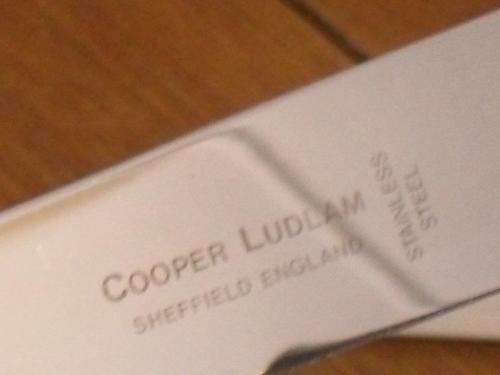 COOPER LUDLAM
SHEFFIELD ENGLAND
STAINLESS
STEEL